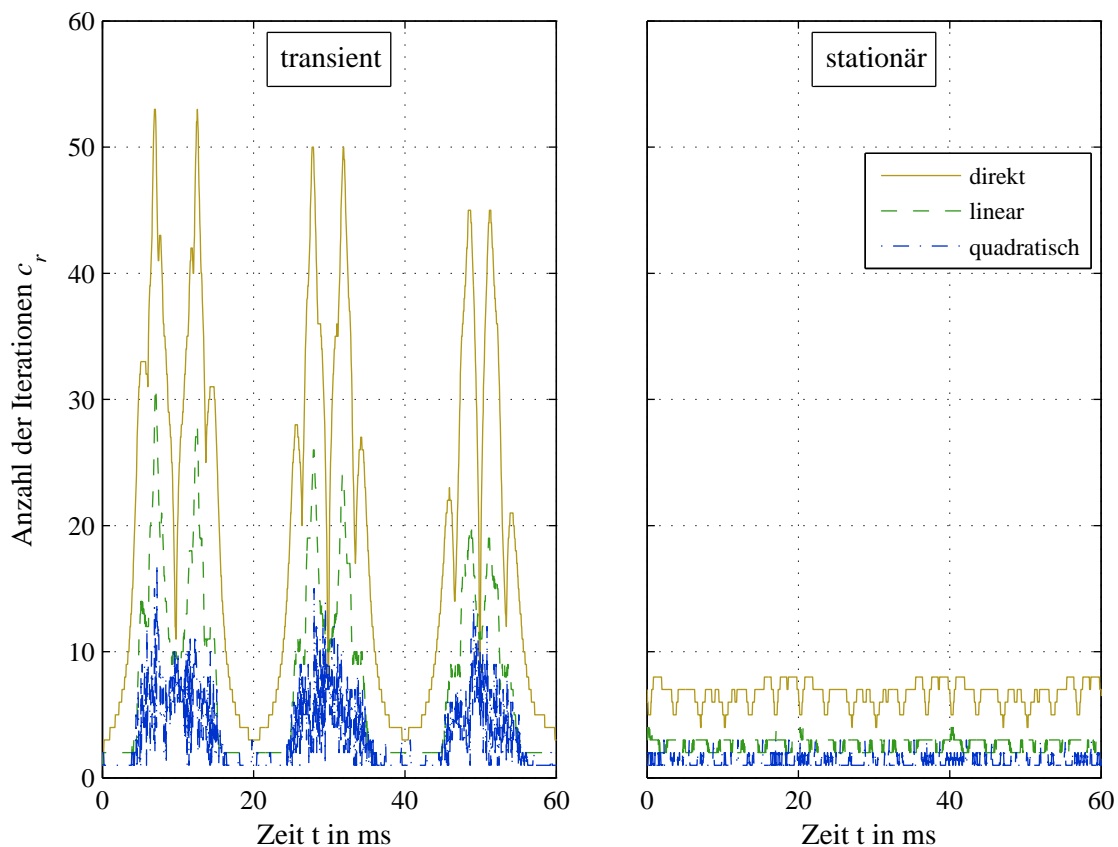 transient
stationär
60
50
40
30
20
10
0
Anzahl der Iterationen c_r
direkt
linear
quadratisch
0 20 40 60
0 20 40 60
Zeit t in ms
Zeit t in ms